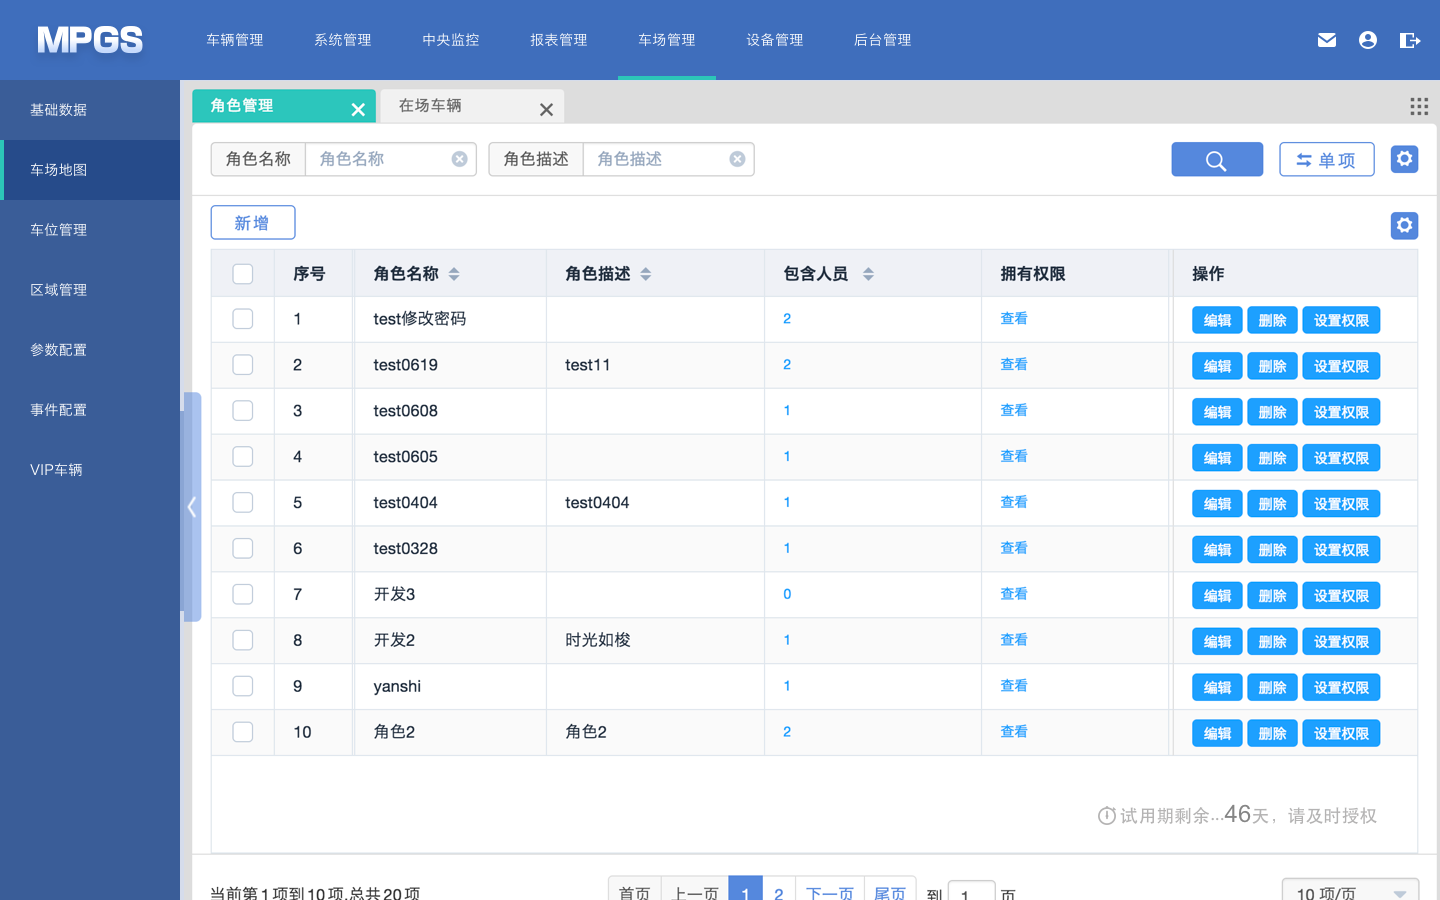 MPGS 车辆管理 系统管理 中央监控 报表管理 车场管理 设备管理 后台管理
基础数据
车场地图
车位管理
区域管理
参数配置
事件配置
VIP车辆
角色管理 在场车辆
角色名称 角色名称 角色描述 角色描述 单项
新增
序号 角色名称 角色描述 包含人员 拥有权限 操作
1 test修改密码 2 查看 编辑 删除 设置权限
2 test0619 test11 2 查看 编辑 删除 设置权限
3 test0608 1 查看 编辑 删除 设置权限
4 test0605 1 查看 编辑 删除 设置权限
5 test0404 test0404 1 查看 编辑 删除 设置权限
6 test0328 1 查看 编辑 删除 设置权限
7 开发3 0 查看 编辑 删除 设置权限
8 开发2 时光如梭 1 查看 编辑 删除 设置权限
9 yanshi 1 查看 编辑 删除 设置权限
10 角色2 角色2 2 查看 编辑 删除 设置权限
试用期剩余...46天，请及时授权
当前第1项到10项,总共20项 首页 上一页 1 2 下一页 尾页 到 1 页 10 项/页